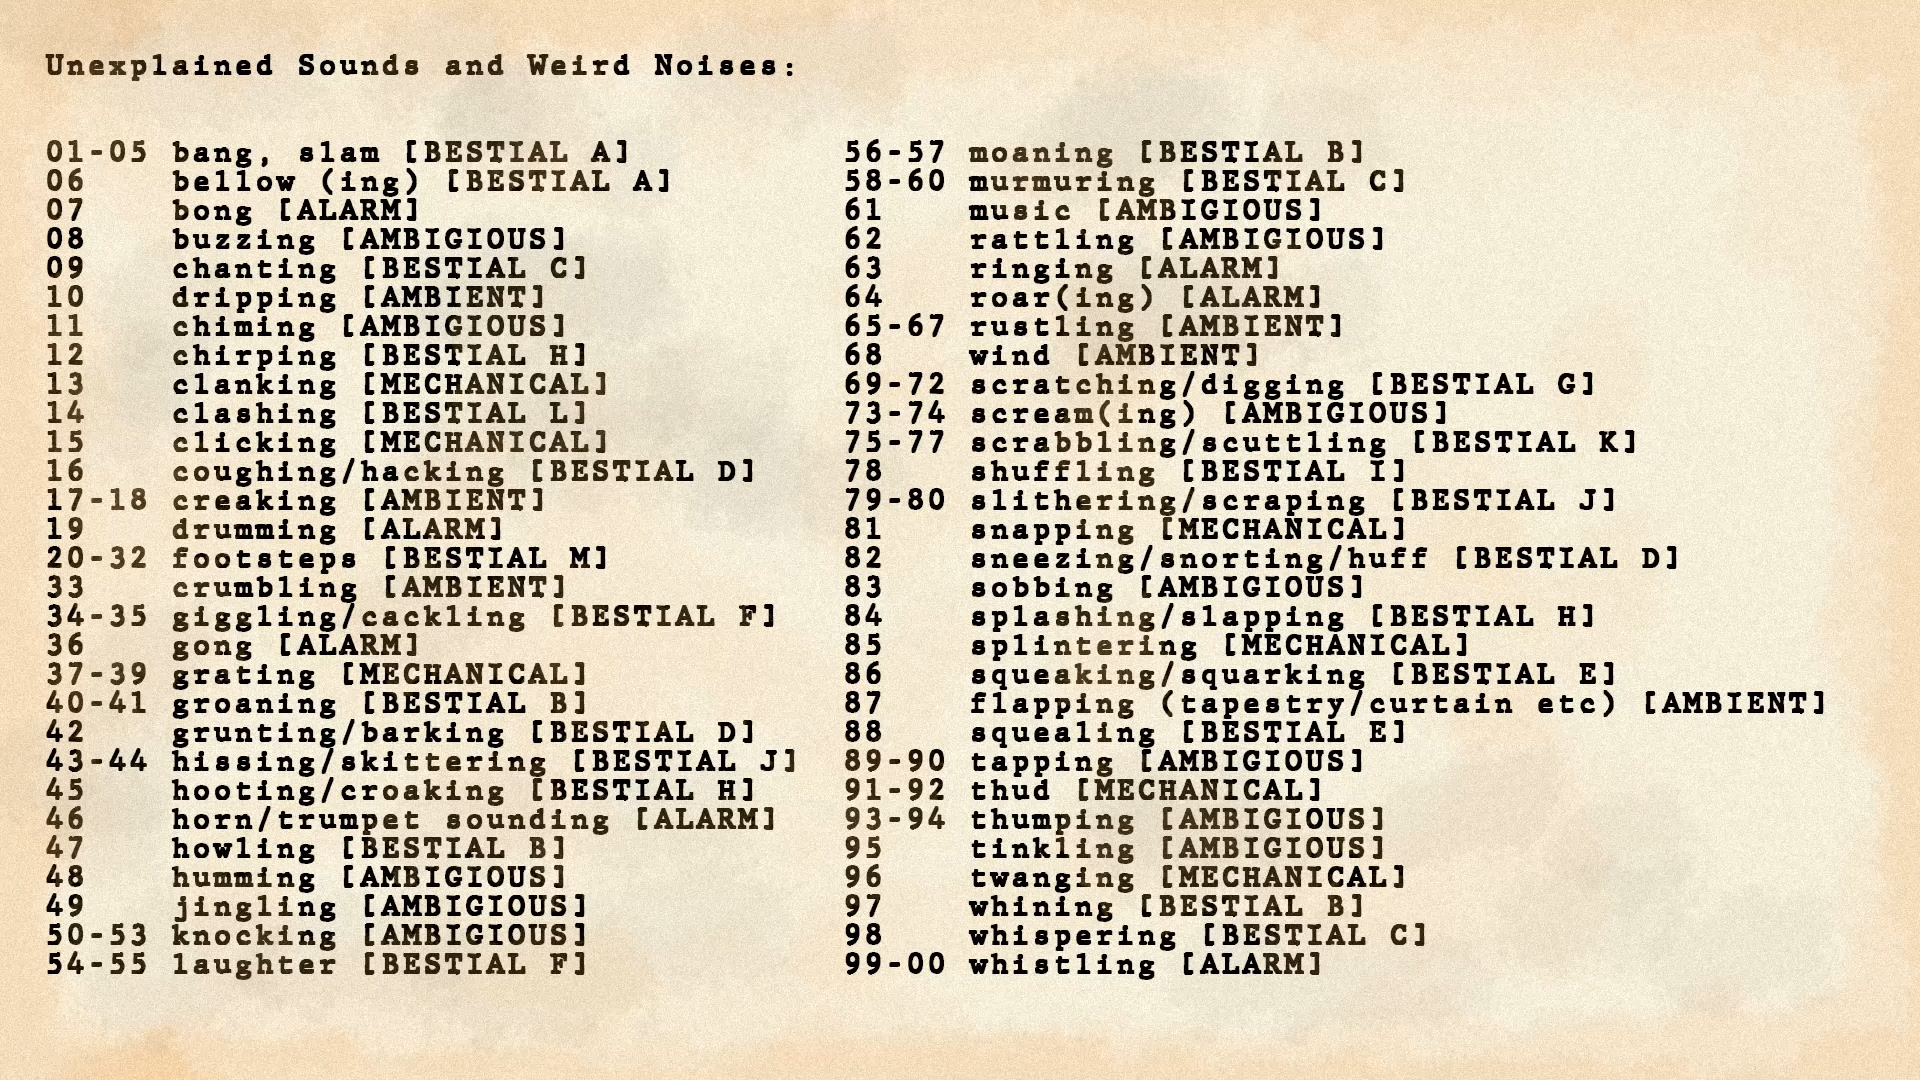 Unexplained Sounds and Weird Noises:
01-05 bang, slam [BESTIAL A]
06 bellow (ing) [BESTIAL A]
07 bong [ALARM]
08 buzzing [AMBIGIOUS]
09 chanting [BESTIAL C]
10 dripping [AMBIENT]
11 chiming [AMBIGIOUS]
12 chirping [BESTIAL H]
13 clanking [MECHANICAL]
14 clashing [BESTIAL L]
15 clicking [MECHANICAL]
16 coughing/hacking [BESTIAL D]
17-18 creaking [AMBIENT]
19 drumming [ALARM]
20-32 footsteps [BESTIAL M]
33 crumbling [AMBIENT]
34-35 giggling/cackling [BESTIAL F]
36 gong [ALARM]
37-39 grating [MECHANICAL]
40-41 groaning [BESTIAL B]
42 grunting/barking [BESTIAL D]
43-44 hissing/skittering [BESTIAL J]
45 hooting/croaking [BESTIAL H]
46 horn/trumpet sounding [ALARM]
47 howling [BESTIAL B]
48 humming [AMBIGIOUS]
49 jingling [AMBIGIOUS]
50-53 knocking [AMBIGIOUS]
54-55 laughter [BESTIAL F]
56-57 moaning [BESTIAL B]
58-60 murmuring [BESTIAL C]
61 music [AMBIGIOUS]
62 rattling [AMBIGIOUS]
63 ringing [ALARM]
64 roar(ing) [ALARM]
65-67 rustling [AMBIENT]
68 wind [AMBIENT]
69-72 scratching/digging [BESTIAL G]
73-74 scream(ing) [AMBIGIOUS]
75-77 scrabbling/scuttling [BESTIAL K]
78 shuffling [BESTIAL I]
79-80 slithering/scraping [BESTIAL J]
81 snapping [MECHANICAL]
82 sneezing/snorting/huff [BESTIAL D]
83 sobbing [AMBIGIOUS]
84 splashing/slapping [BESTIAL H]
85 splintering [MECHANICAL]
86 squeaking/squarking [BESTIAL E]
87 flapping (tapestry/curtain etc) [AMBIENT]
88 squealing [BESTIAL E]
89-90 tapping [AMBIGIOUS]
91-92 thud [MECHANICAL]
93-94 thumping [AMBIGIOUS]
95 tinkling [AMBIGIOUS]
96 twanging [MECHANICAL]
97 whining [BESTIAL B]
98 whispering [BESTIAL C]
99-00 whistling [ALARM]